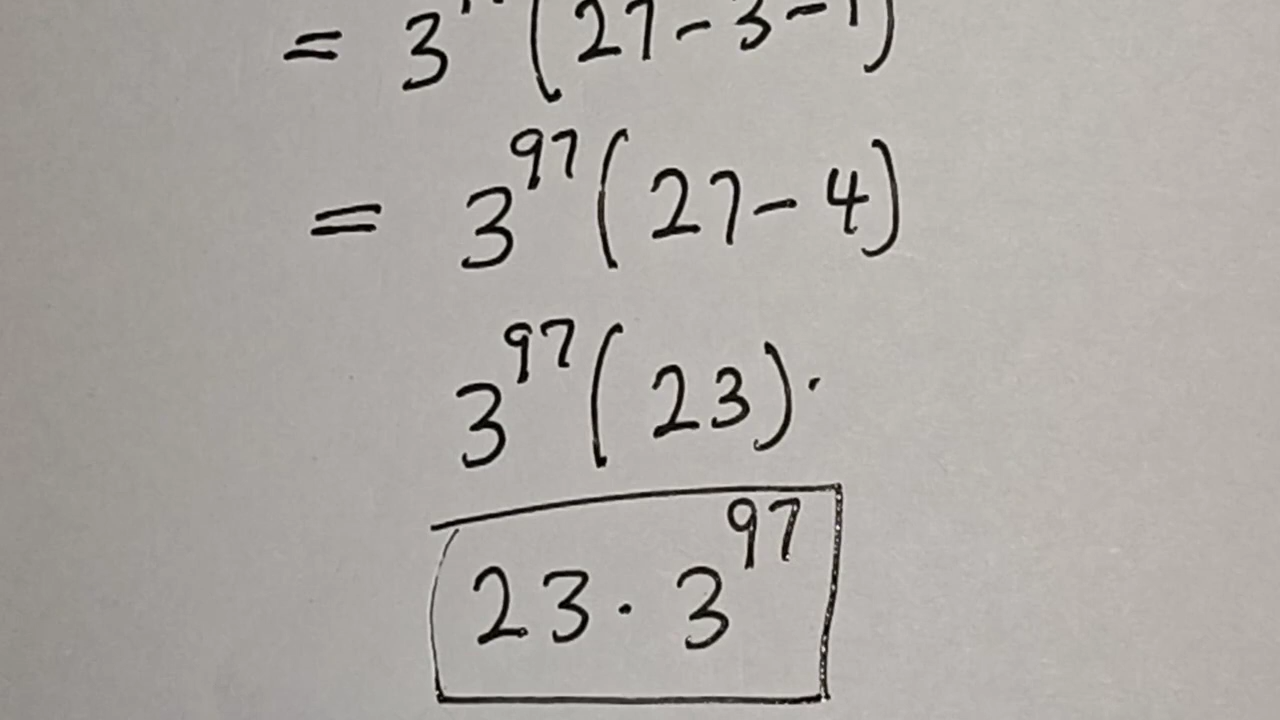 = 3 (27-3-1)
= 3^97 (27-4)
3^97 (23).
23 · 3^97